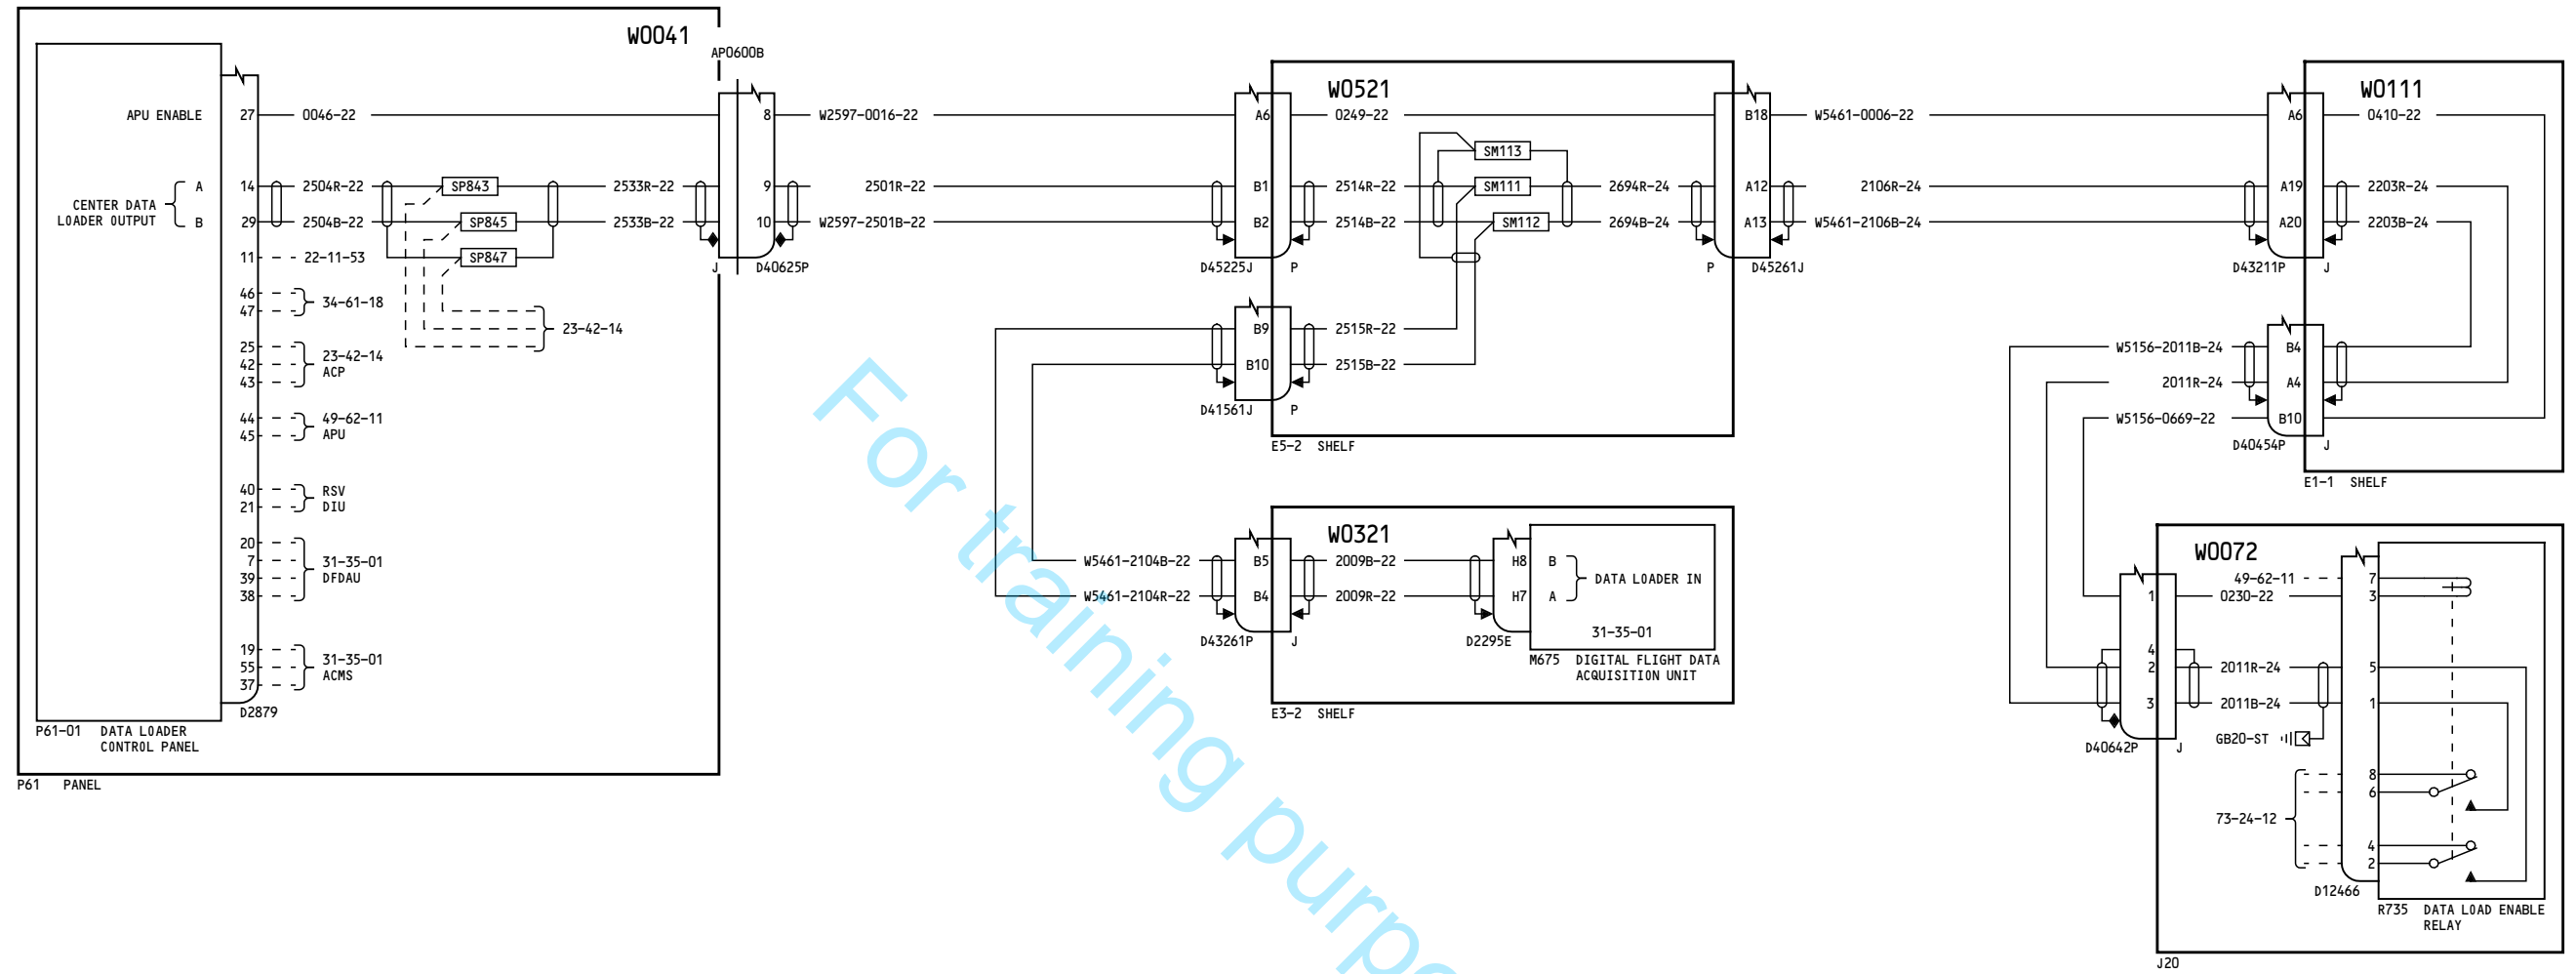 W0041
AP0600B
APU ENABLE 27 0046-22 8 W2597-0016-22
CENTER DATA
LOADER OUTPUT
A 14 2504R-22 SP843 2533R-22 9 2501R-22
B 29 2504B-22 SP845 2533B-22 10 W2597-2501B-22
11 22-11-53 SP847
J D40625P
46
47
34-61-18
23-42-14
25
42
43
23-42-14
ACP
44
45
49-62-11
APU
40
21
RSV
DIU
20
7
39
38
31-35-01
DFDAU
19
55
37
31-35-01
ACMS
D2879
P61-01 DATA LOADER
CONTROL PANEL
P61 PANEL
W0521
A6 0249-22 B18 W5461-0006-22
SM113
B1 2514R-22 SM111 2694R-24 A12 2106R-24
B2 2514B-22 SM112 2694B-24 A13 W5461-2106B-24
D45225J P P D45261J
B9 2515R-22
B10 2515B-22
D41561J P
E5-2 SHELF
W0321
W5461-2104B-22 B5 2009B-22 H8 B
W5461-2104R-22 B4 2009R-22 H7 A
DATA LOADER IN
D43261P J D2295E
31-35-01
M675 DIGITAL FLIGHT DATA
ACQUISITION UNIT
E3-2 SHELF
W0111
A6 0410-22
A19 2203R-24
A20 2203B-24
D43211P J
W5156-2011B-24 B4
2011R-24 A4
W5156-0669-22 B10
D40454P J
E1-1 SHELF
W0072
49-62-11 7
1 0230-22 3
4
2 2011R-24 5
3 2011B-24 1
GB20-ST
D40642P J
8
6
73-24-12
4
2
D12466
R735 DATA LOAD ENABLE
RELAY
J20
For training purpo